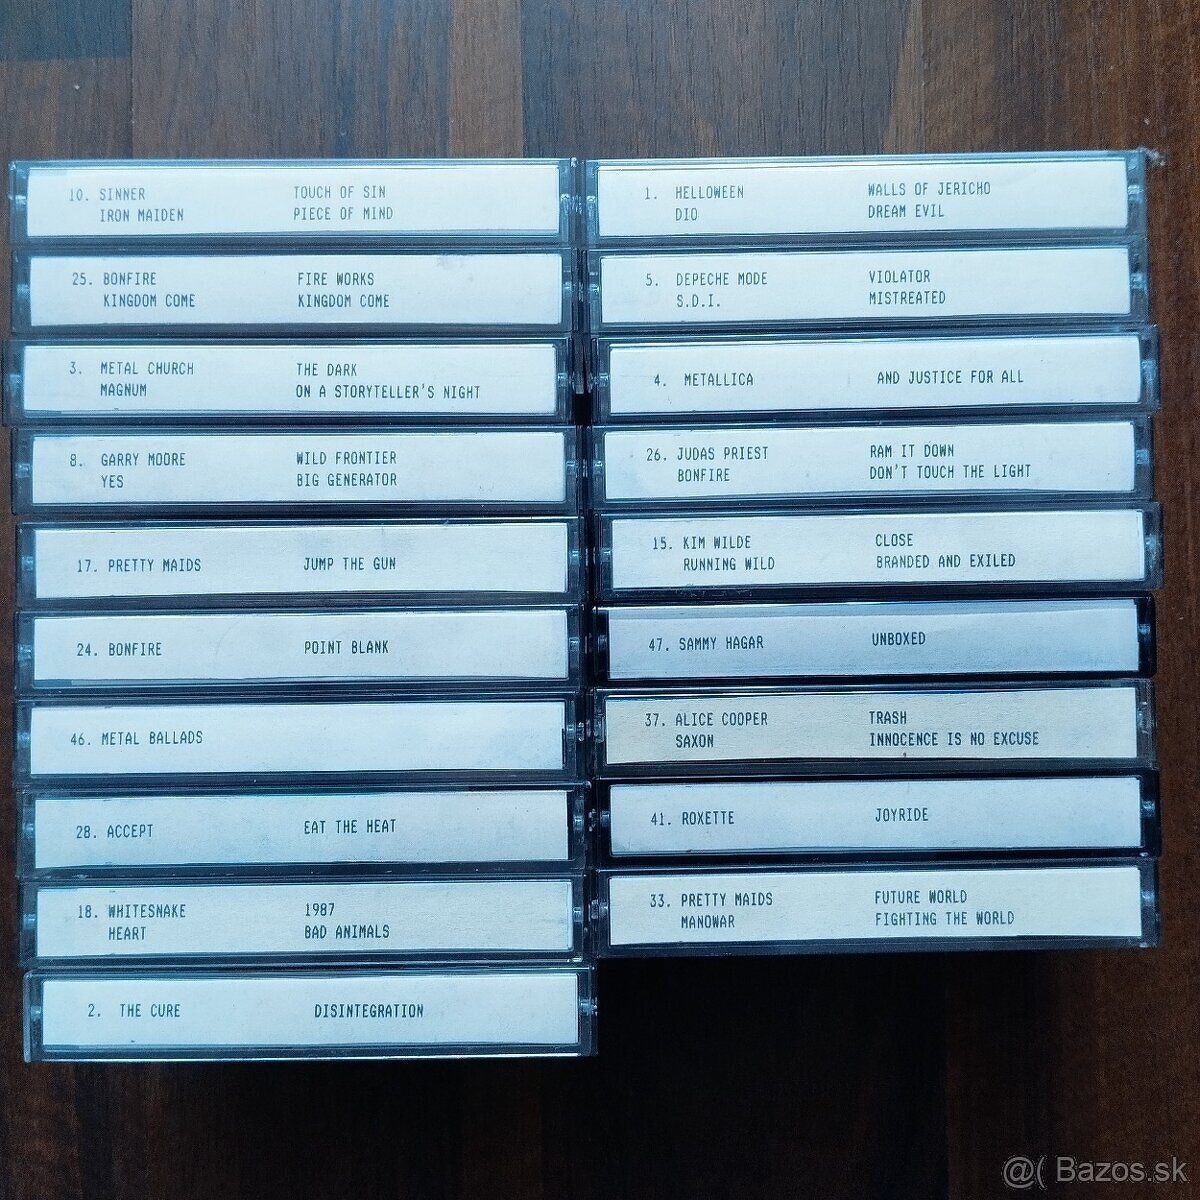 10. SINNER TOUCH OF SIN
IRON MAIDEN PIECE OF MIND
25. BONFIRE FIRE WORKS
KINGDOM COME KINGDOM COME
3. METAL CHURCH THE DARK
MAGNUM ON A STORYTELLER'S NIGHT
8. GARRY MOORE WILD FRONTIER
YES BIG GENERATOR
17. PRETTY MAIDS JUMP THE GUN
24. BONFIRE POINT BLANK
46. METAL BALLADS
28. ACCEPT EAT THE HEAT
18. WHITESNAKE 1987
HEART BAD ANIMALS
2. THE CURE DISINTEGRATION
1. HELLOWEEN WALLS OF JERICHO
DIO DREAM EVIL
5. DEPECHE MODE VIOLATOR
S.D.I. MISTREATED
4. METALLICA AND JUSTICE FOR ALL
26. JUDAS PRIEST RAM IT DOWN
BONFIRE DON'T TOUCH THE LIGHT
15. KIM WILDE CLOSE
RUNNING WILD BRANDED AND EXILED
47. SAMMY HAGAR UNBOXED
37. ALICE COOPER TRASH
SAXON INNOCENCE IS NO EXCUSE
41. ROXETTE JOYRIDE
33. PRETTY MAIDS FUTURE WORLD
MANOWAR FIGHTING THE WORLD
@( Bazos.sk